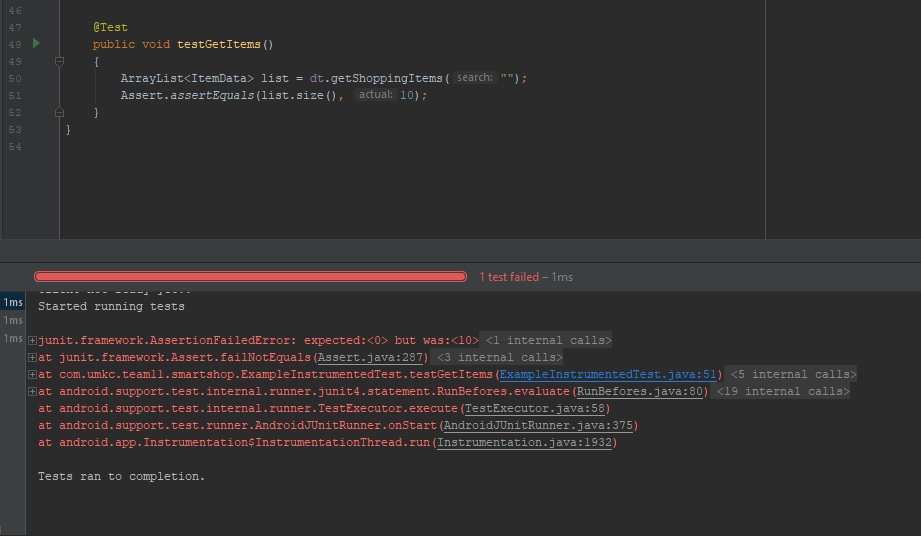 46
47 @Test
48 public void testGetItems()
49 {
50 ArrayList<ItemData> list = dt.getShoppingItems( search: "");
51 Assert.assertEquals(list.size(), actual: 10);
52 }
53 }
54
1 test failed – 1ms
1ms Started running tests
1ms
1ms junit.framework.AssertionFailedError: expected:<0> but was:<10> <1 internal calls>
at junit.framework.Assert.failNotEquals(Assert.java:287) <3 internal calls>
at com.umkc.team11.smartshop.ExampleInstrumentedTest.testGetItems(ExampleInstrumentedTest.java:51) <5 internal calls>
at android.support.test.internal.runner.junit4.statement.RunBefores.evaluate(RunBefores.java:80) <19 internal calls>
at android.support.test.internal.runner.TestExecutor.execute(TestExecutor.java:58)
at android.support.test.runner.AndroidJUnitRunner.onStart(AndroidJUnitRunner.java:375)
at android.app.Instrumentation$InstrumentationThread.run(Instrumentation.java:1932)
Tests ran to completion.